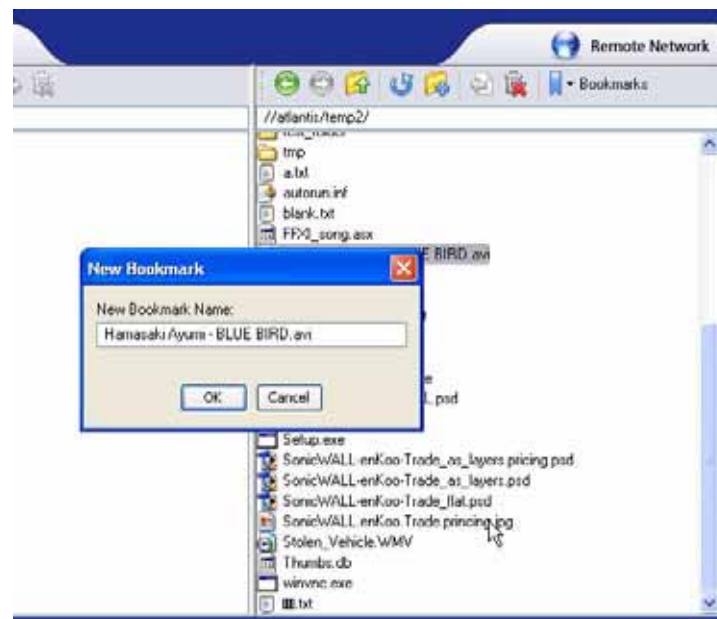 Remote Network
Bookmarks
//atlantis/temp2/
test_folder
tmp
a.txt
autorun.inf
blank.txt
FFXI_song.asx
E BIRD.avi
New Bookmark
New Bookmark Name:
Hamasaki Ayumi - BLUE BIRD.avi
OK
Cancel
.psd
Setup.exe
SonicWALL-enKoo-Trade_as_layers pricing.psd
SonicWALL-enKoo-Trade_as_layers.psd
SonicWALL-enKoo-Trade_flat.psd
SonicWALL enKoo Trade princing.jpg
Stolen_Vehicle.WMV
Thumbs.db
winvnc.exe
.txt